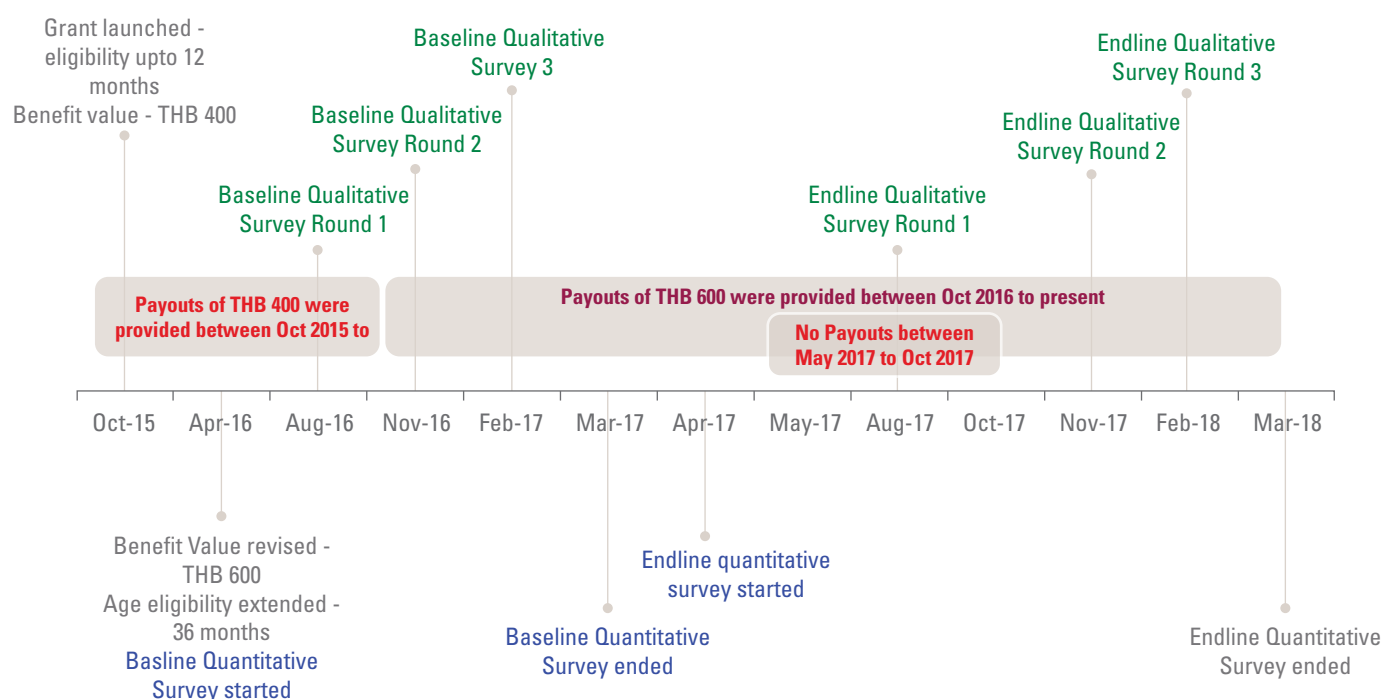 Grant launched -
eligibility upto 12
months
Benefit value - THB 400
Baseline Qualitative
Survey Round 1
Baseline Qualitative
Survey Round 2
Baseline Qualitative
Survey 3
Endline Qualitative
Survey Round 1
Endline Qualitative
Survey Round 2
Endline Qualitative
Survey Round 3
Payouts of THB 400 were
provided between Oct 2015 to
Payouts of THB 600 were provided between Oct 2016 to present
No Payouts between
May 2017 to Oct 2017
Oct-15 Apr-16 Aug-16 Nov-16 Feb-17 Mar-17 Apr-17 May-17 Aug-17 Oct-17 Nov-17 Feb-18 Mar-18
Benefit Value revised -
THB 600
Age eligibility extended -
36 months
Basline Quantitative
Survey started
Baseline Quantitative
Survey ended
Endline quantitative
survey started
Endline Quantitative
Survey ended